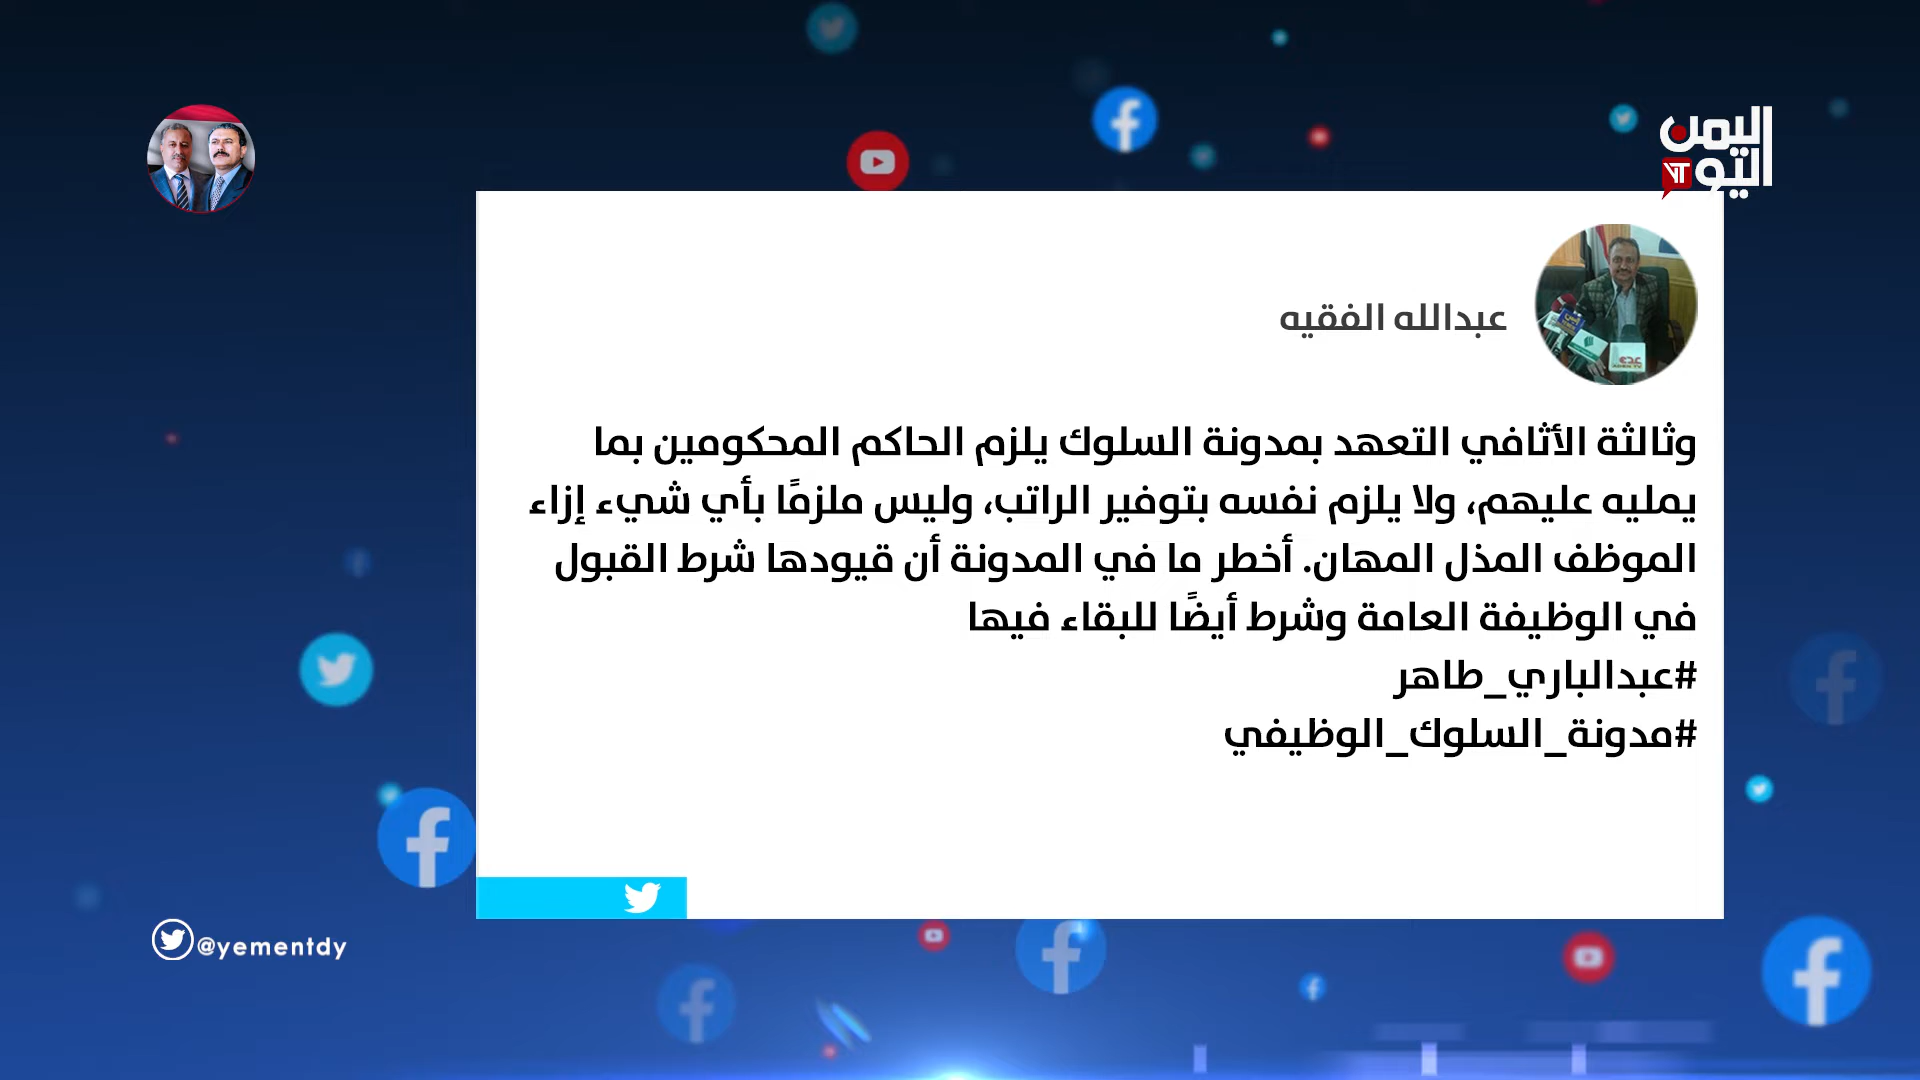 اليمن
اليوم
YT
عبدالله الفقيه
وثالثة الأثافي التعهد بمدونة السلوك يلزم الحاكم المحكومين بما
يمليه عليهم، ولا يلزم نفسه بتوفير الراتب، وليس ملزمًا بأي شيء إزاء
الموظف المذل المهان. أخطر ما في المدونة أن قيودها شرط القبول
في الوظيفة العامة وشرط أيضًا للبقاء فيها
#عبدالباري_طاهر
#مدونة_السلوك_الوظيفي
@yementdy